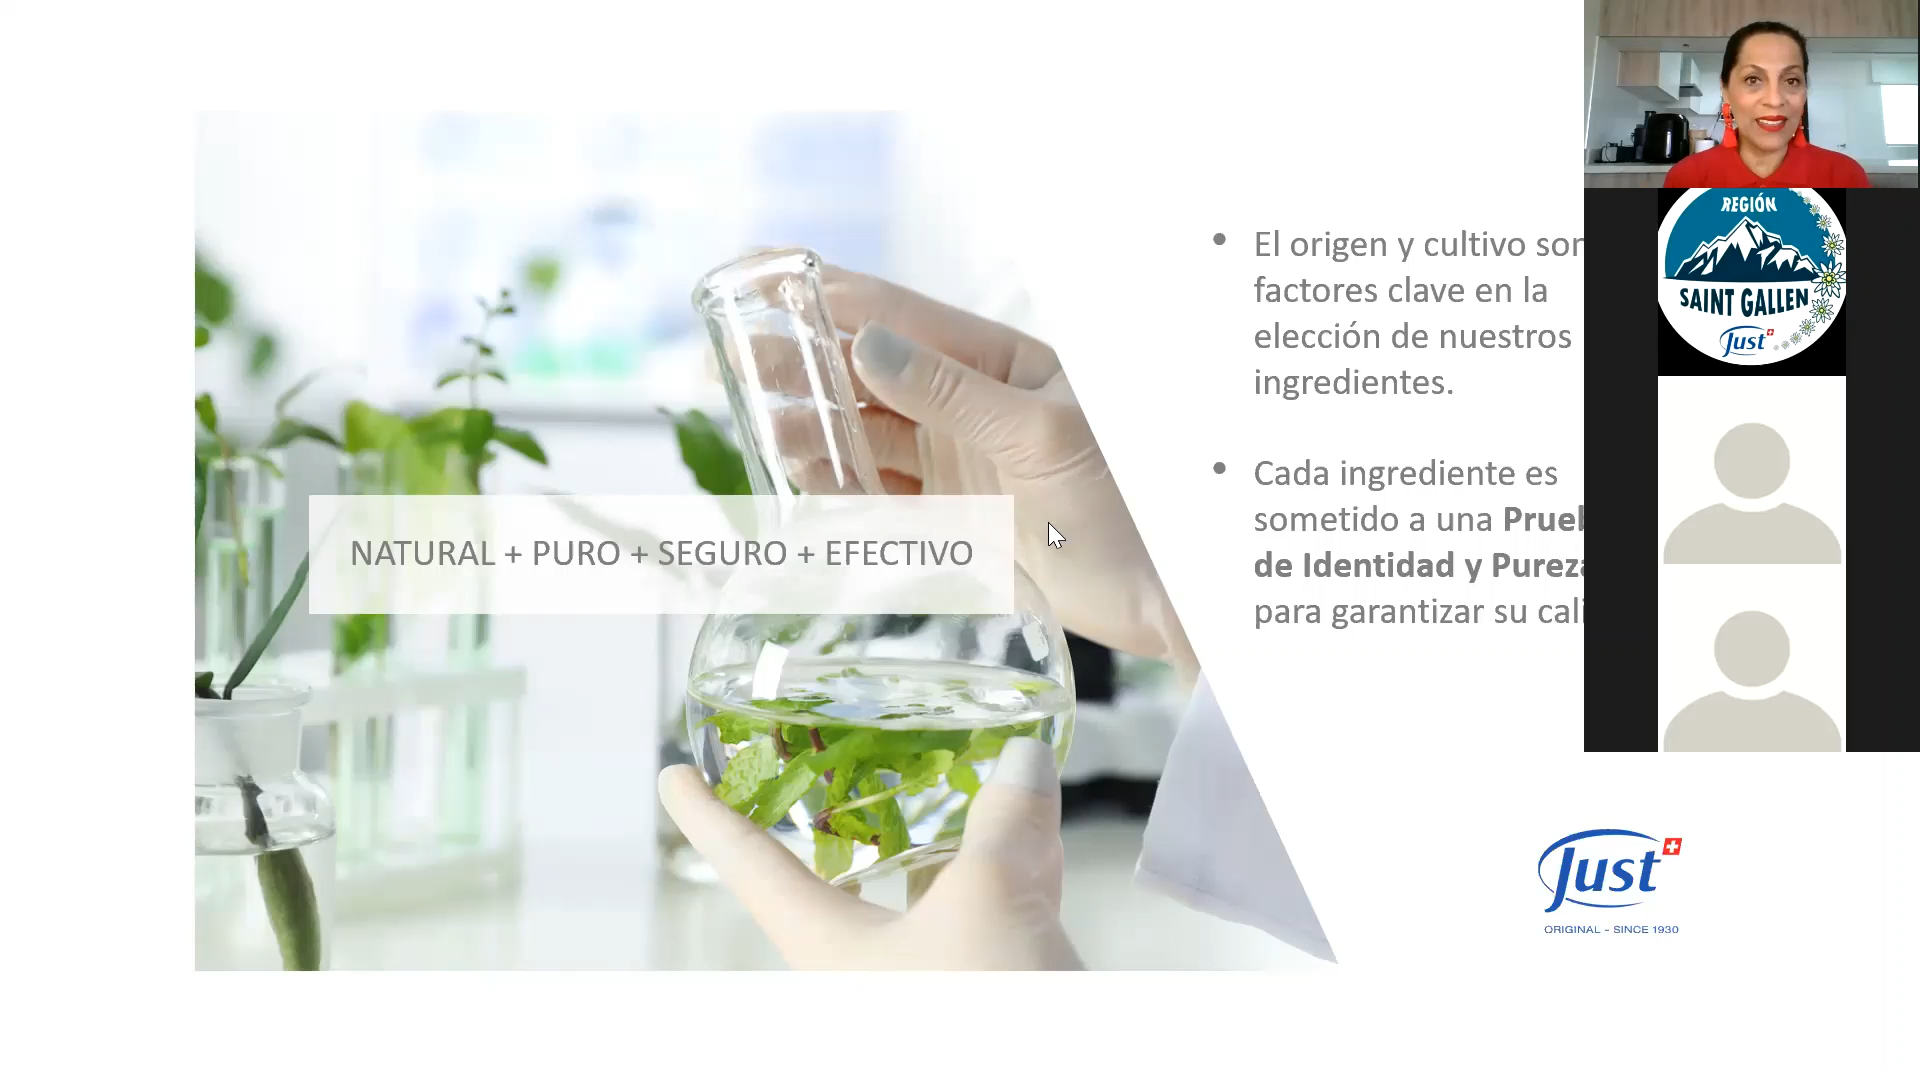 NATURAL + PURO + SEGURO + EFECTIVO
• El origen y cultivo son
factores clave en la
elección de nuestros
ingredientes.
• Cada ingrediente es
sometido a una
de Identidad y Pureza
para garantizar su
REGIÓN
SAINT GALLEN
Just
Just
ORIGINAL - SINCE 1930